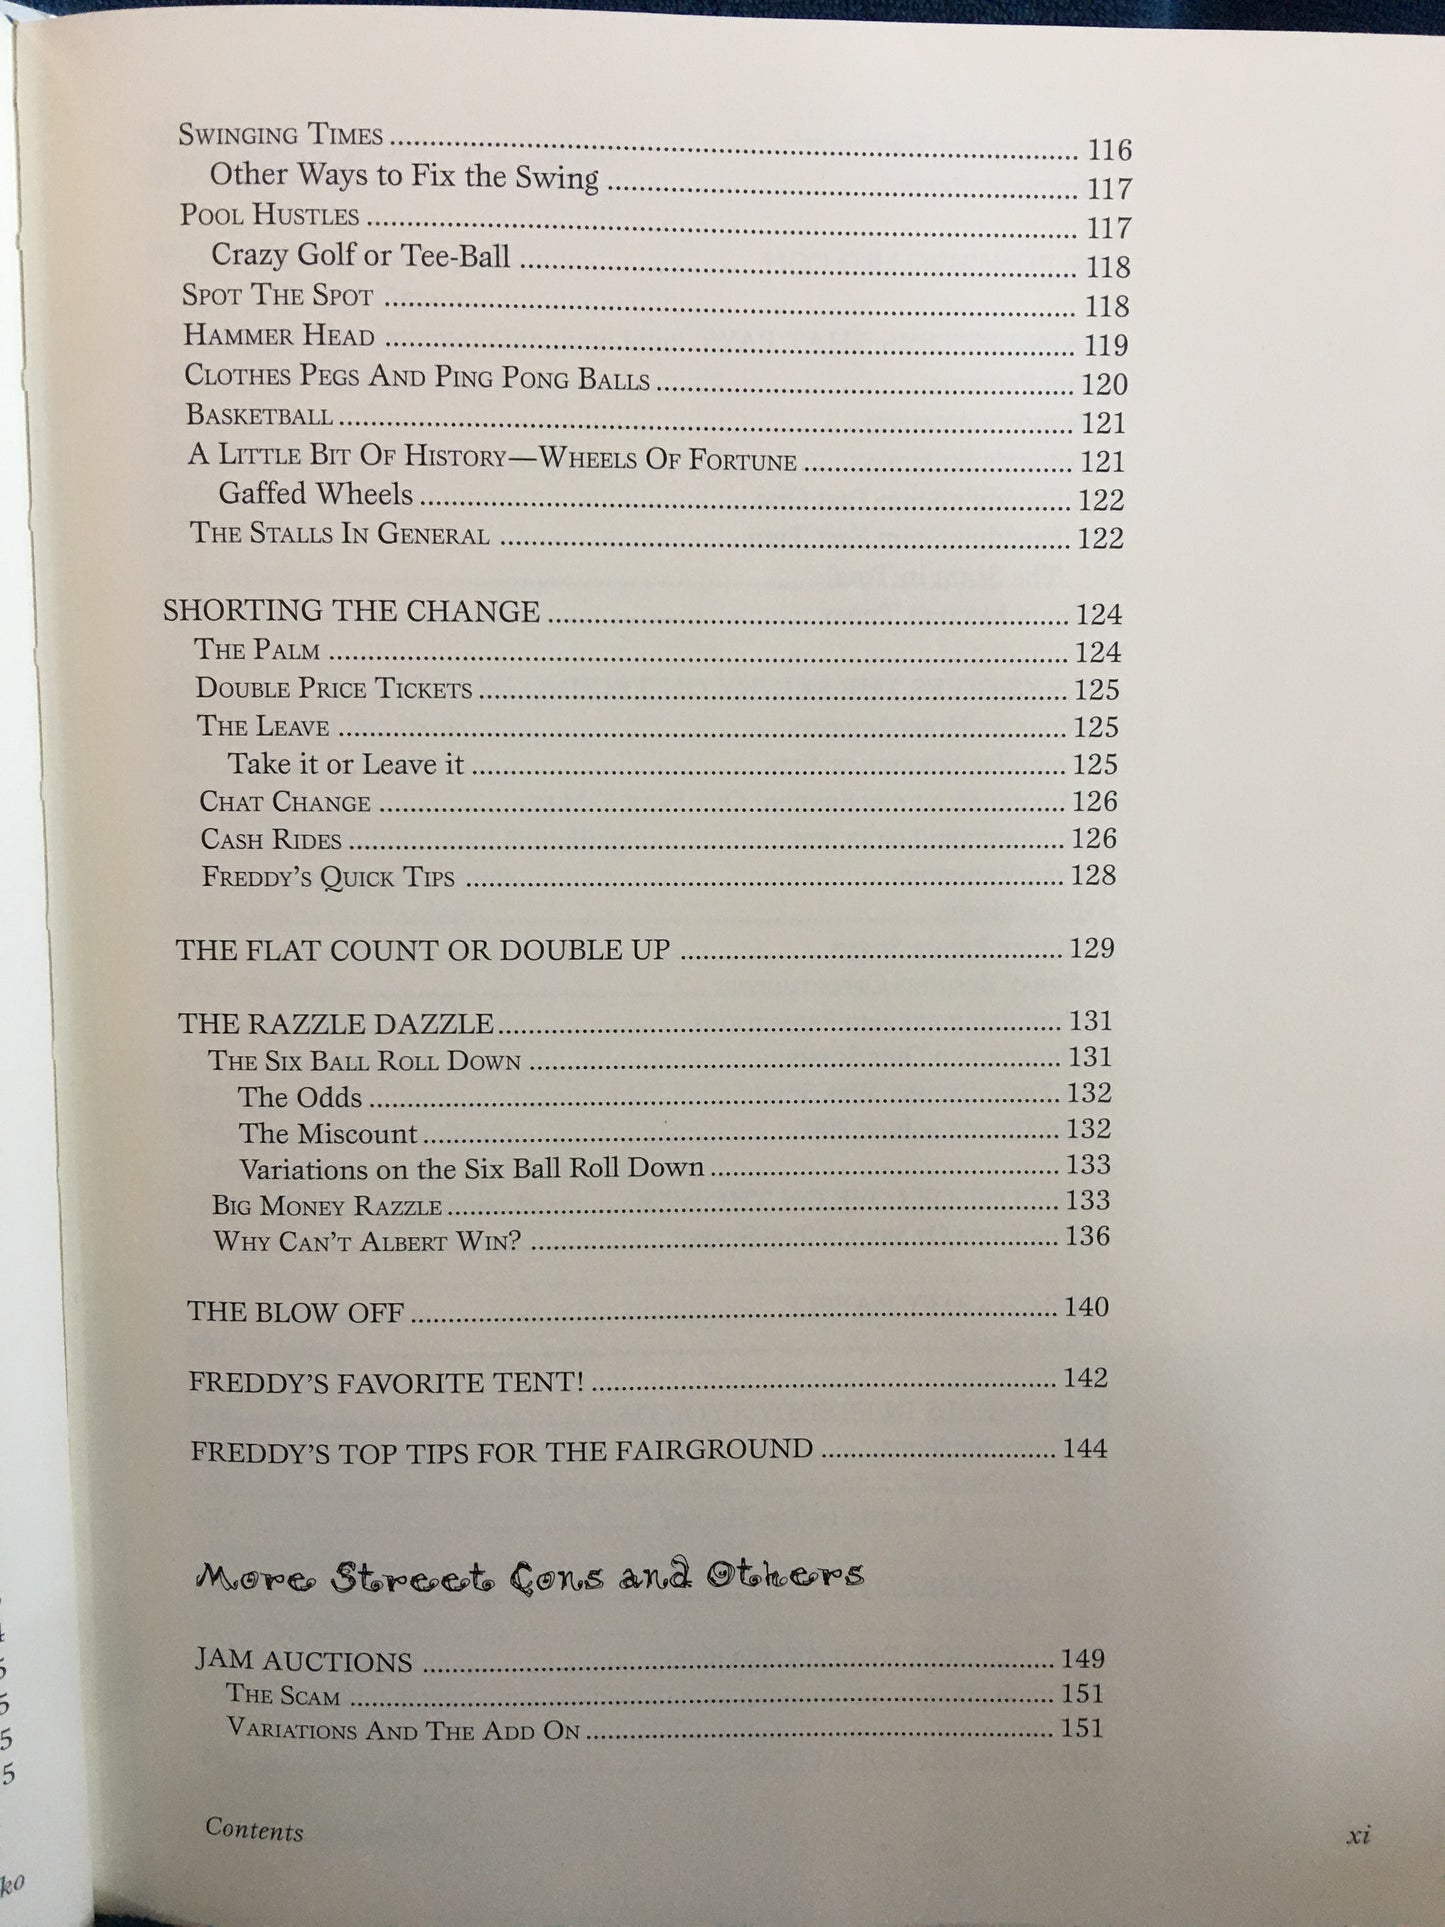 SWINGING TIMES ........ 116
Other Ways to Fix the Swing ........ 117
POOL HUSTLES ........ 117
Crazy Golf or Tee-Ball ........ 118
SPOT THE SPOT ........ 118
HAMMER HEAD ........ 119
CLOTHES PEGS AND PING PONG BALLS ........ 120
BASKETBALL ........ 121
A LITTLE BIT OF HISTORY—WHEELS OF FORTUNE ........ 121
Gaffed Wheels ........ 122
THE STALLS IN GENERAL ........ 122
SHORTING THE CHANGE ........ 124
THE PALM ........ 124
DOUBLE PRICE TICKETS ........ 125
THE LEAVE ........ 125
Take it or Leave it ........ 125
CHAT CHANGE ........ 126
CASH RIDES ........ 126
FREDDY'S QUICK TIPS ........ 128
THE FLAT COUNT OR DOUBLE UP ........ 129
THE RAZZLE DAZZLE ........ 131
THE SIX BALL ROLL DOWN ........ 131
The Odds ........ 132
The Miscount ........ 132
Variations on the Six Ball Roll Down ........ 133
BIG MONEY RAZZLE ........ 133
WHY CAN'T ALBERT WIN? ........ 136
THE BLOW OFF ........ 140
FREDDY'S FAVORITE TENT! ........ 142
FREDDY'S TOP TIPS FOR THE FAIRGROUND ........ 144
More Street Cons and Others
JAM AUCTIONS ........ 149
THE SCAM ........ 151
VARIATIONS AND THE ADD ON ........ 151
Contents xi